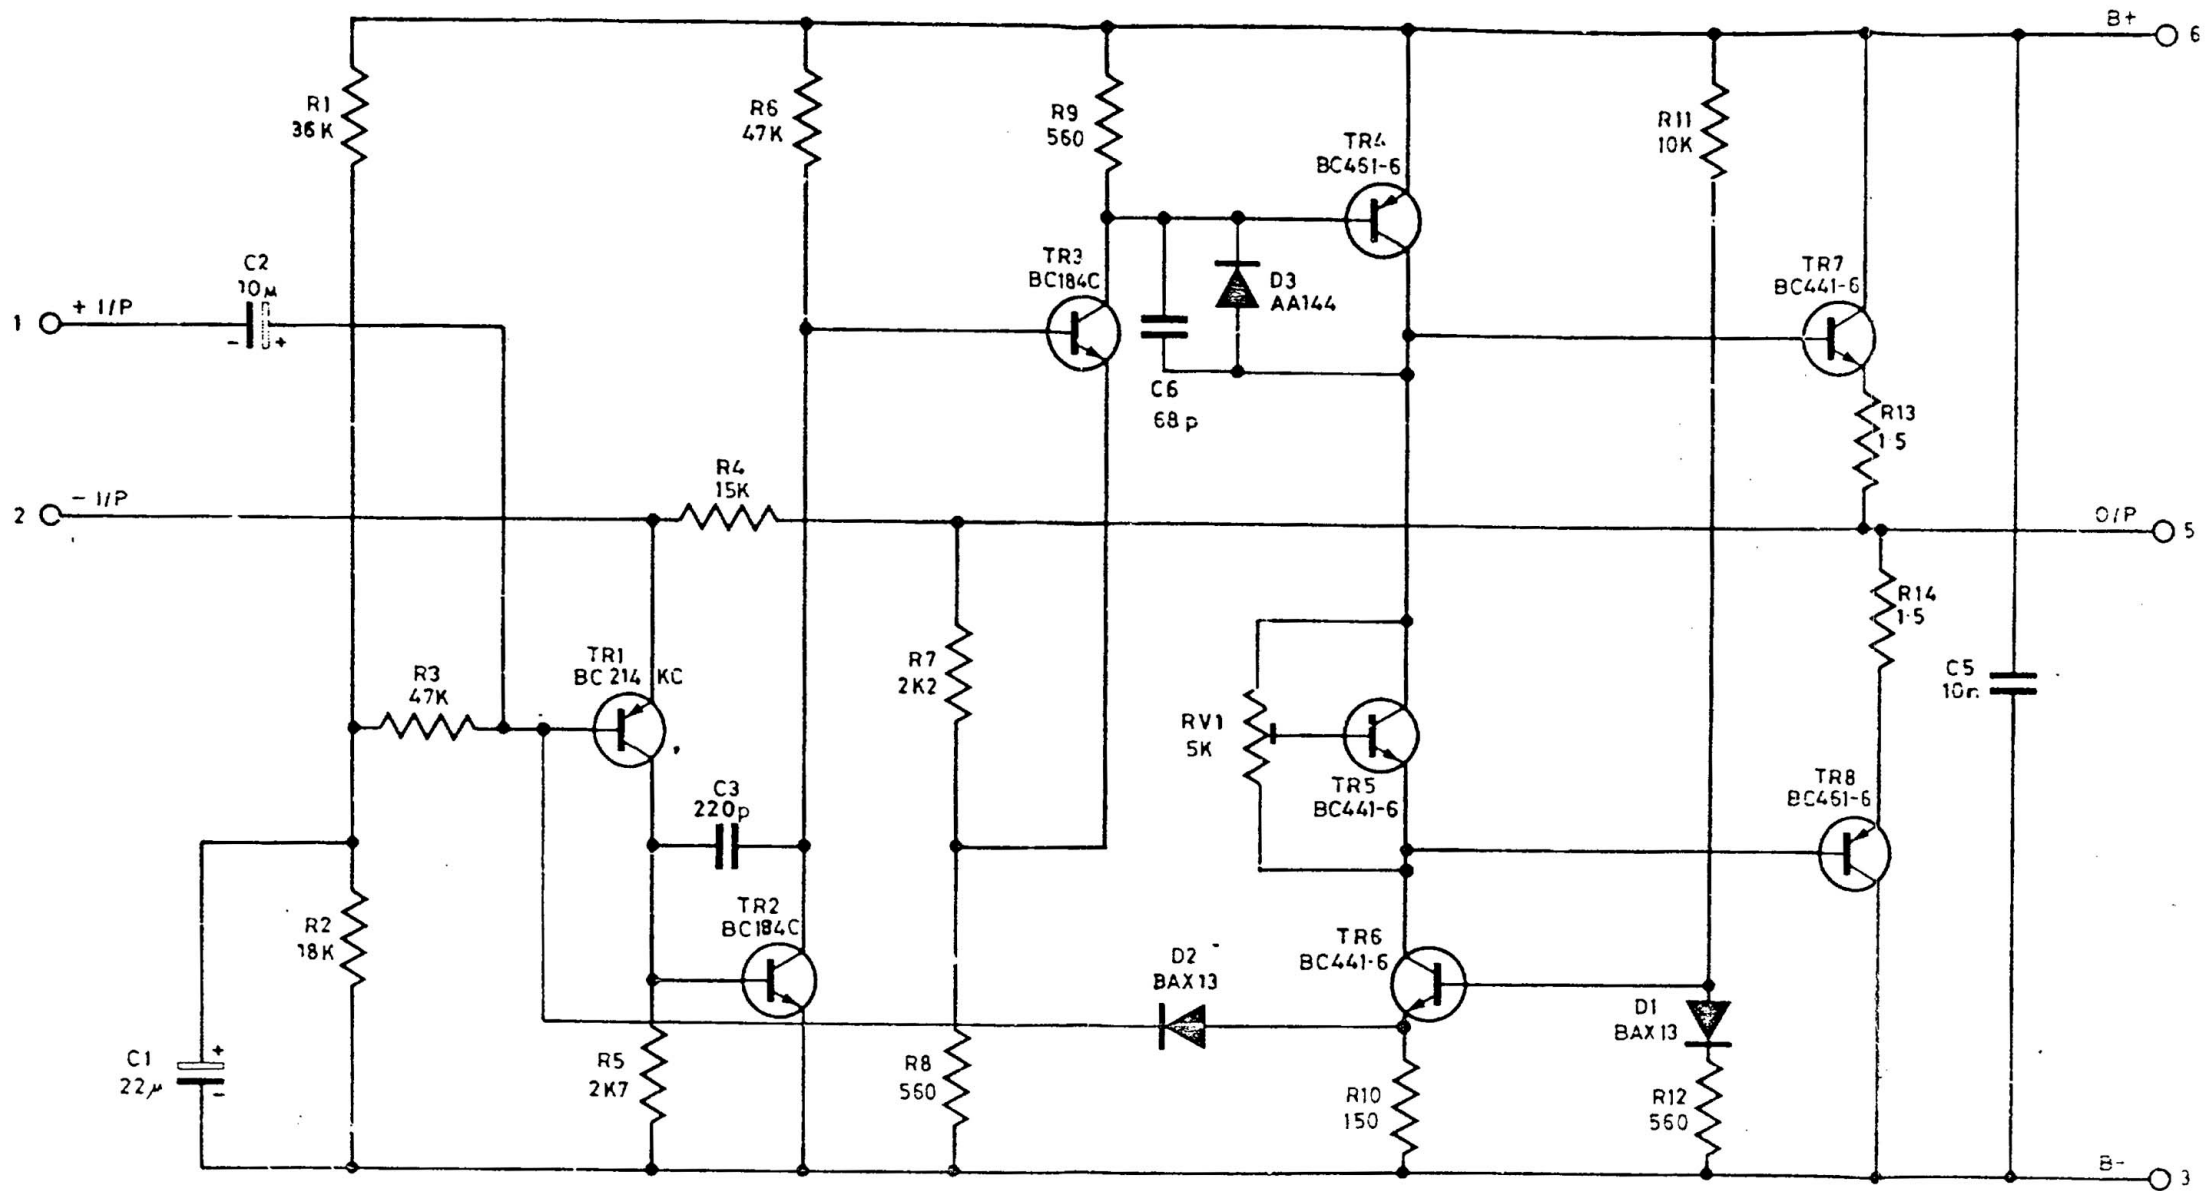 B+
6
R1
36K
R6
47K
R9
560
TR4
BC461-6
R11
10K
C2
10μ
1
+ I/P
- +
TR3
BC184C
D3
AA144
TR7
BC441-6
C6
68p
R13
1·5
R4
15K
2
- I/P
O/P
5
R14
1·5
R3
47K
TR1
BC214 KC
R7
2K2
RV1
5K
C5
10n
TR5
BC441-6
TR8
BC461-6
C3
220p
R2
18K
TR2
BC184C
TR6
BC441-6
D2
BAX13
D1
BAX13
C1
22μ
+
-
R5
2K7
R8
560
R10
150
R12
560
B-
3